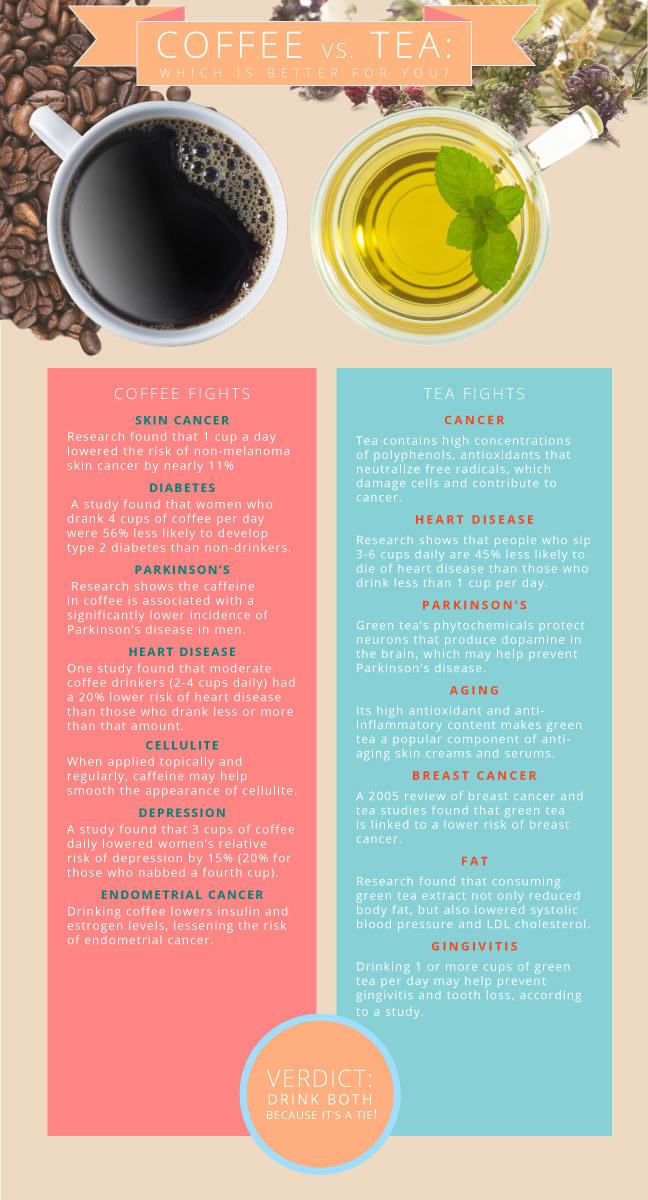 COFFEE VS. TEA:
WHICH IS BETTER FOR YOU?
COFFEE FIGHTS
SKIN CANCER
Research found that 1 cup a day
lowered the risk of non-melanoma
skin cancer by nearly 11%
DIABETES
A study found that women who
drank 4 cups of coffee per day
were 56% less likely to develop
type 2 diabetes than non-drinkers.
PARKINSON'S
Research shows the caffeine
in coffee is associated with a
significantly lower incidence of
Parkinson's disease in men.
HEART DISEASE
One study found that moderate
coffee drinkers (2-4 cups daily) had
a 20% lower risk of heart disease
than those who drank less or more
than that amount.
CELLULITE
When applied topically and
regularly, caffeine may help
smooth the appearance of cellulite.
DEPRESSION
A study found that 3 cups of coffee
daily lowered women's relative
risk of depression by 15% (20% for
those who nabbed a fourth cup).
ENDOMETRIAL CANCER
Drinking coffee lowers insulin and
estrogen levels, lessening the risk
of endometrial cancer.
TEA FIGHTS
CANCER
Tea contains high concentrations
of polyphenols, antioxidants that
neutralize free radicals, which
damage cells and contribute to
cancer.
HEART DISEASE
Research shows that people who sip
3-6 cups daily are 45% less likely to
die of heart disease than those who
drink less than 1 cup per day.
PARKINSON'S
Green tea's phytochemicals protect
neurons that produce dopamine in
the brain, which may help prevent
Parkinson's disease.
AGING
Its high antioxidant and anti-
inflammatory content makes green
tea a popular component of anti-
aging skin creams and serums.
BREAST CANCER
A 2005 review of breast cancer and
tea studies found that green tea
is linked to a lower risk of breast
cancer.
FAT
Research found that consuming
green tea extract not only reduced
body fat, but also lowered systolic
blood pressure and LDL cholesterol.
GINGIVITIS
Drinking 1 or more cups of green
tea per day may help prevent
gingivitis and tooth loss, according
to a study.
VERDICT:
DRINK BOTH
BECAUSE IT'S A TIE!